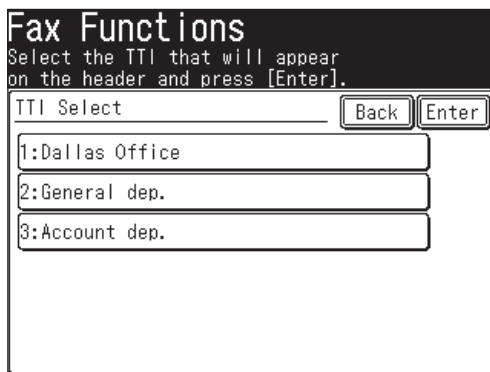 Fax Functions
Select the TTI that will appear
on the header and press [Enter].
TTI Select Back Enter
1:Dallas Office
2:General dep.
3:Account dep.